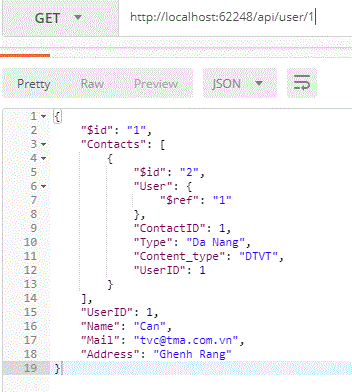 GET http://localhost:62248/api/user/1
Pretty Raw Preview JSON
1 {
2 "$id": "1",
3 "Contacts": [
4 {
5 "$id": "2",
6 "User": {
7 "$ref": "1"
8 },
9 "ContactID": 1,
10 "Type": "Da Nang",
11 "Content_type": "DTVT",
12 "UserID": 1
13 }
14 ],
15 "UserID": 1,
16 "Name": "Can",
17 "Mail": "tvc@tma.com.vn",
18 "Address": "Ghenh Rang"
19 }